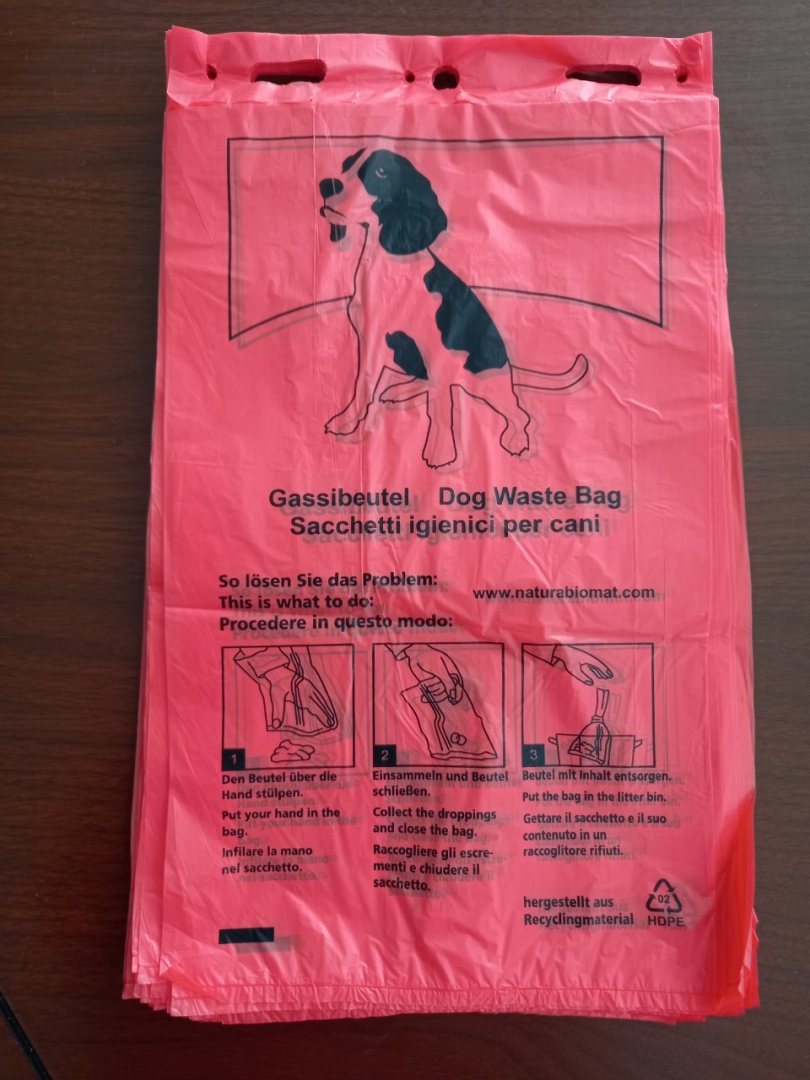 Gassibeutel Dog Waste Bag
Sacchetti igienici per cani
So lösen Sie das Problem:
This is what to do:
Procedere in questo modo:
www.naturabiomat.com
1
Den Beutel über die
Hand stülpen.
Put your hand in the
bag.
Infilare la mano
nel sacchetto.
2
Einsammeln und Beutel
schließen.
Collect the droppings
and close the bag.
Raccogliere gli escre-
menti e chiudere il
sacchetto.
3
Beutel mit Inhalt entsorgen.
Put the bag in the litter bin.
Gettare il sacchetto e il suo
contenuto in un
raccoglitore rifiuti.
hergestellt aus
Recyclingmaterial
02
HDPE